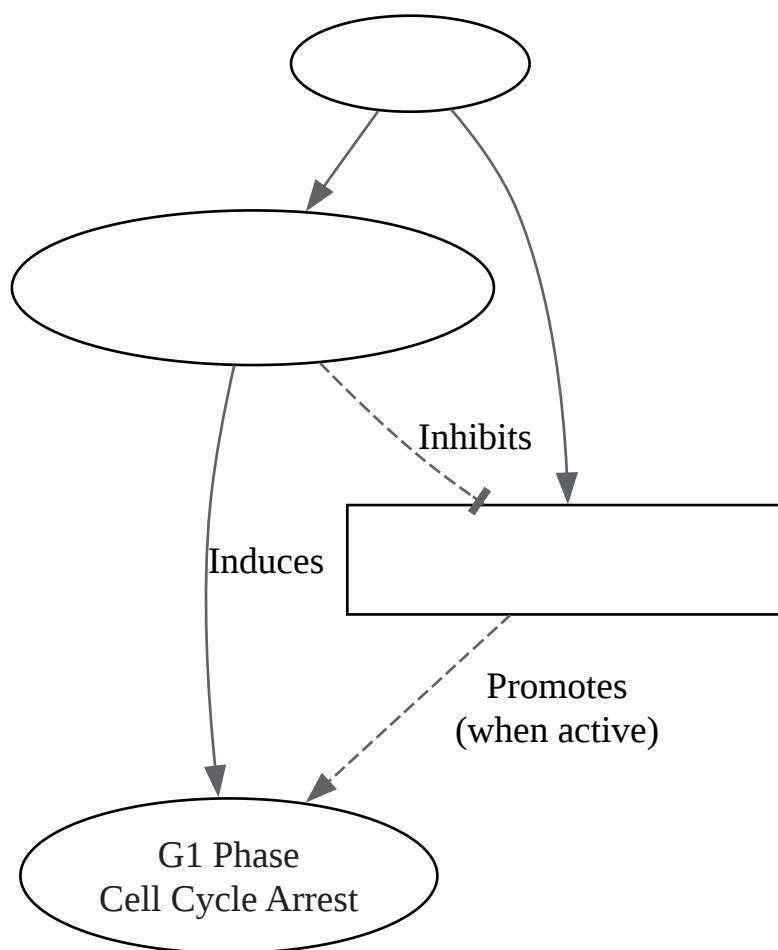 Inhibits
Induces
Promotes
(when active)
G1 Phase
Cell Cycle Arrest